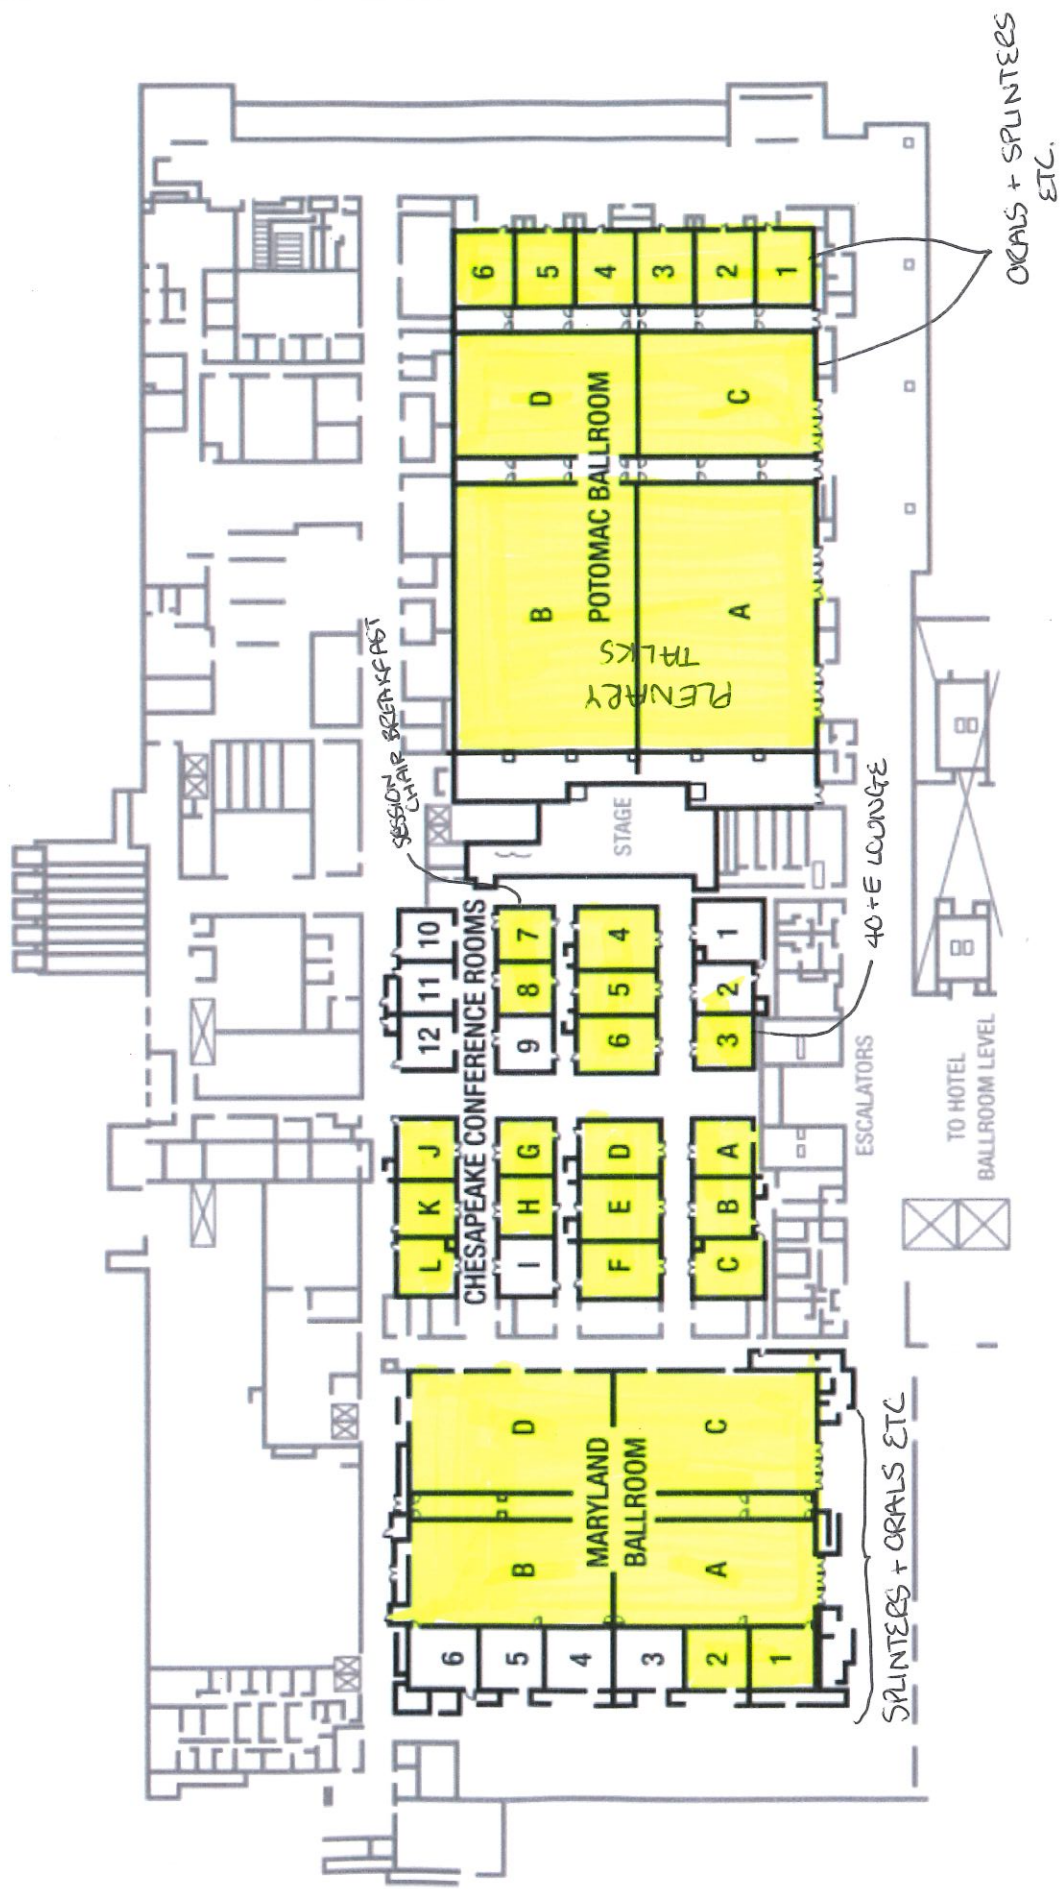 ORALS + SPLINTERS
ETC.
6
5
4
3
2
1
D
C
POTOMAC BALLROOM
B
A
PLENARY
TALKS
SESSION
CHAIR BREAKFAST
STAGE
40+E LOUNGE
CHESAPEAKE CONFERENCE ROOMS
10
11
12
7
8
9
4
5
6
1
2
3
ESCALATORS
TO HOTEL
BALLROOM LEVEL
J
K
L
G
H
I
D
E
F
A
B
C
MARYLAND
BALLROOM
D
C
B
A
6
5
4
3
2
1
SPLINTERS + ORALS ETC